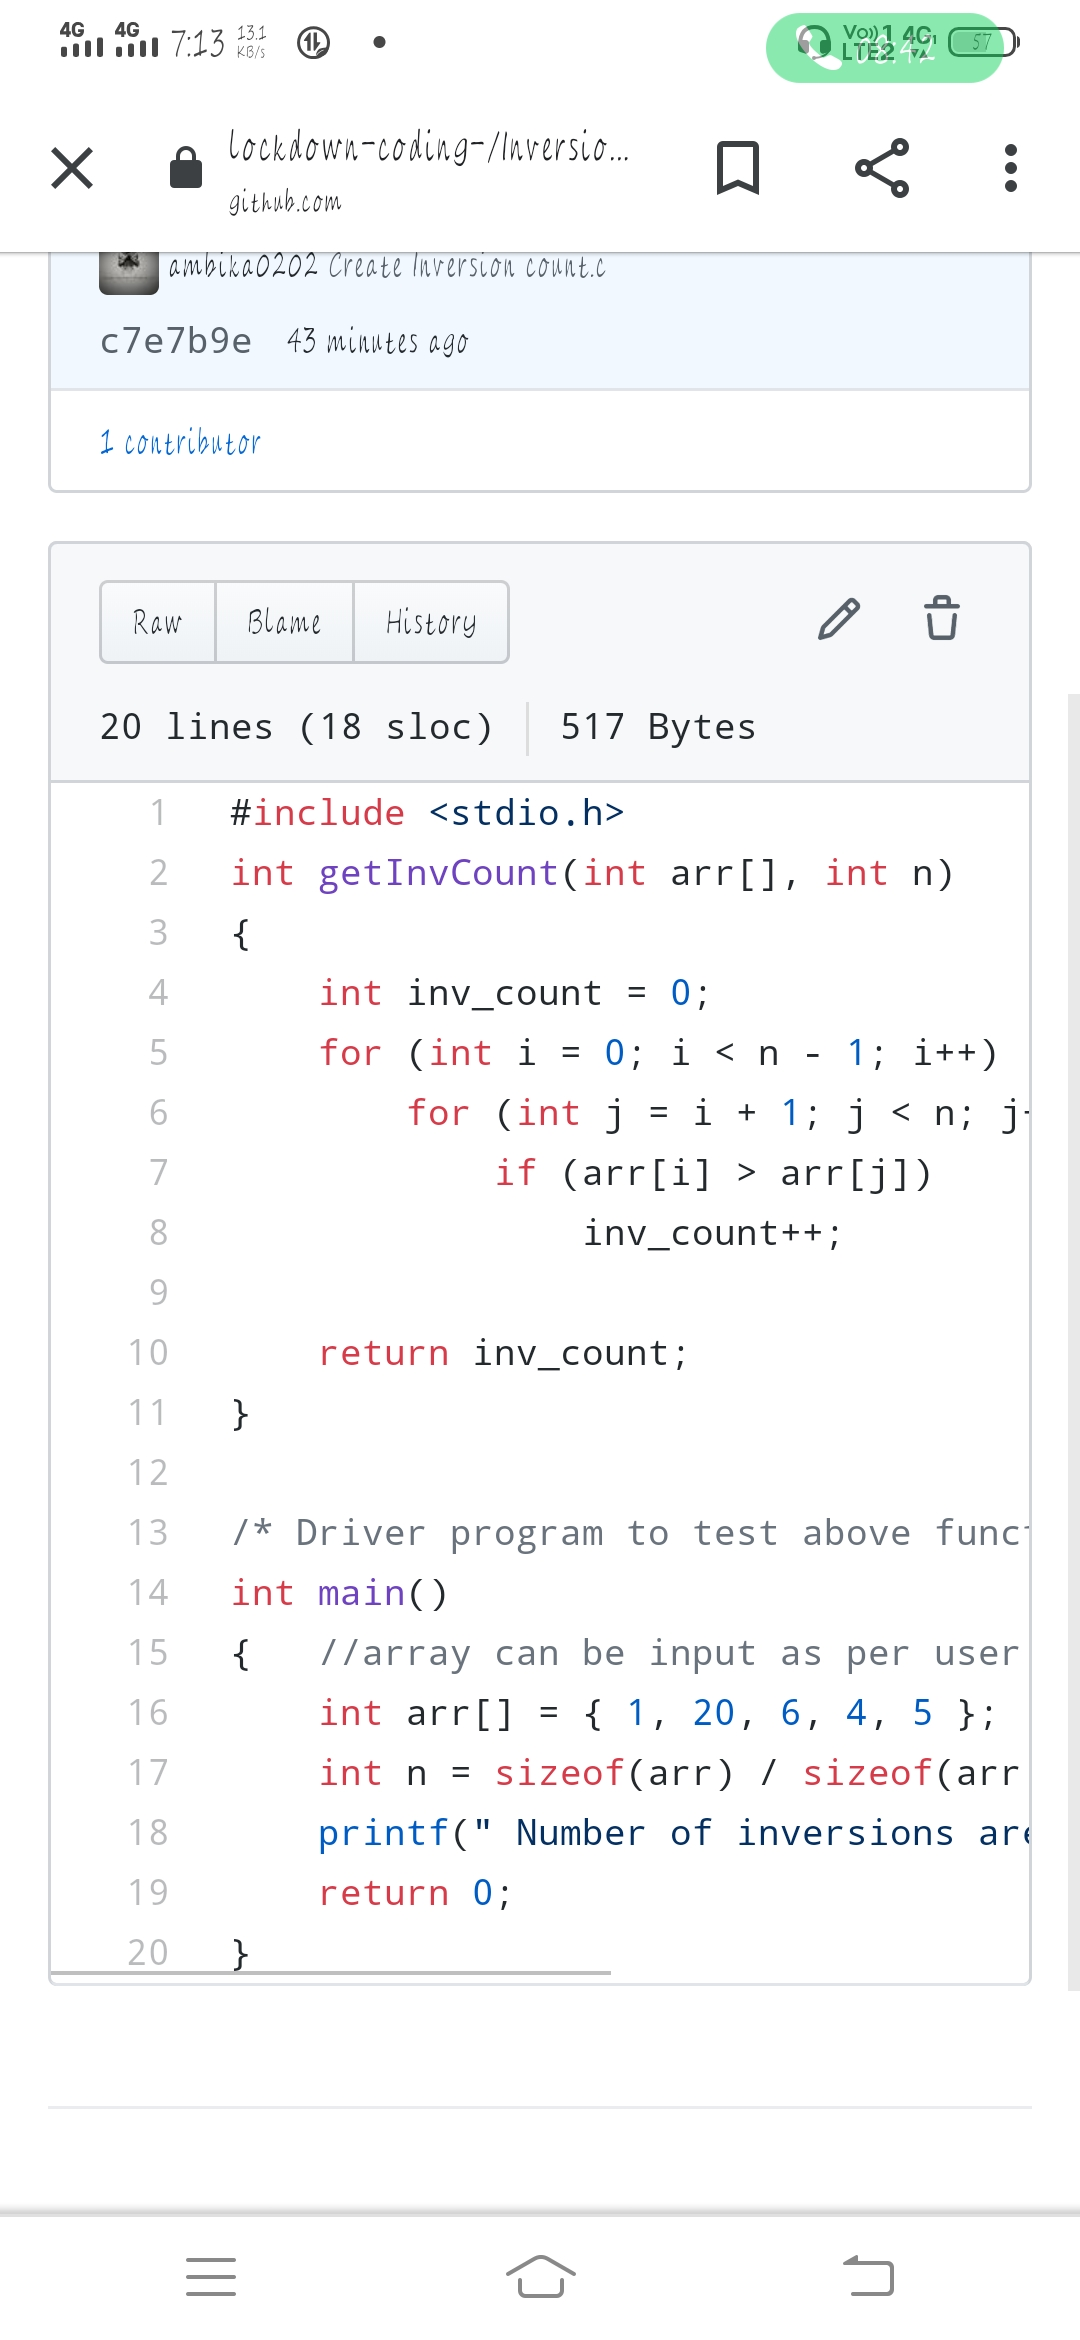 4G 4G 7:13 13.1 KB/s
Vo)) 1 4G
LTE2 57
lockdown-coding-/Inversio...
github.com
ambika0202 Create Inversion count.c
c7e7b9e 43 minutes ago
1 contributor
Raw Blame History
20 lines (18 sloc) 517 Bytes
1 #include <stdio.h>
2 int getInvCount(int arr[], int n)
3 {
4 int inv_count = 0;
5 for (int i = 0; i < n - 1; i++)
6 for (int j = i + 1; j < n; j+
7 if (arr[i] > arr[j])
8 inv_count++;
9
10 return inv_count;
11 }
12
13 /* Driver program to test above funct
14 int main()
15 { //array can be input as per user
16 int arr[] = { 1, 20, 6, 4, 5 };
17 int n = sizeof(arr) / sizeof(arr
18 printf(" Number of inversions are
19 return 0;
20 }